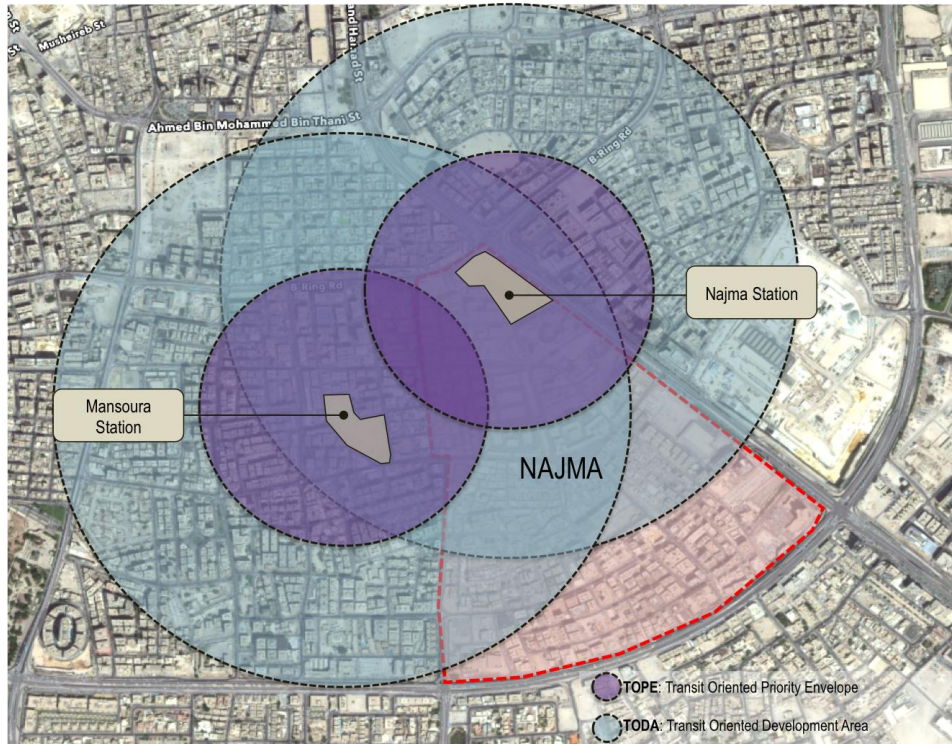 Musheireb St
Ahmed Bin Mohammed Bin Thani St
B-Ring Rd
B-Ring Rd
Najma Station
Mansoura
Station
NAJMA
TOPE: Transit Oriented Priority Envelope
TODA: Transit Oriented Development Area